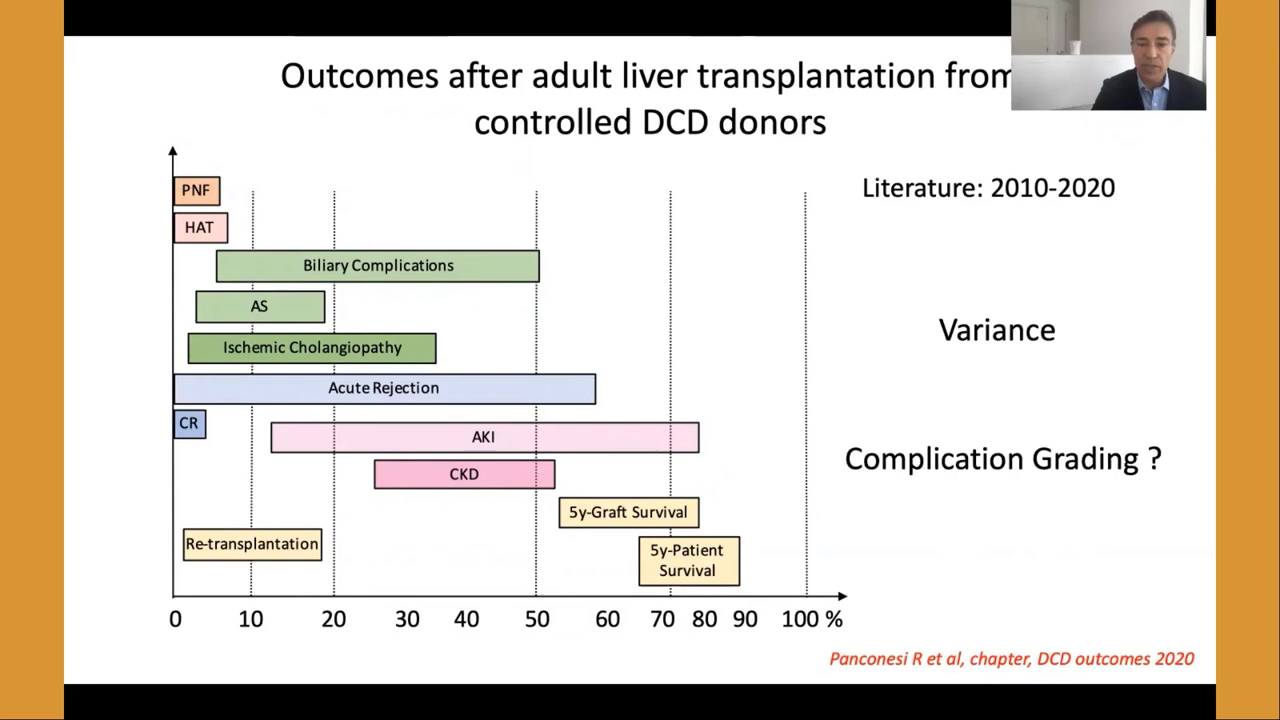 Outcomes after adult liver transplantation from
controlled DCD donors
Literature: 2010-2020
Variance
Complication Grading ?
PNF
HAT
Biliary Complications
AS
Ischemic Cholangiopathy
Acute Rejection
CR
AKI
CKD
5y-Graft Survival
Re-transplantation
5y-Patient
Survival
0 10 20 30 40 50 60 70 80 90 100 %
Panconesi R et al, chapter, DCD outcomes 2020